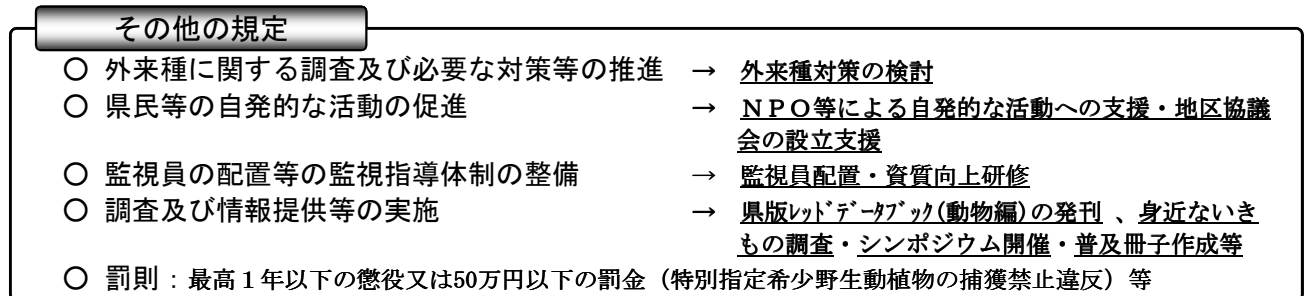 その他の規定
○ 外来種に関する調査及び必要な対策等の推進 → 外来種対策の検討
○ 県民等の自発的な活動の促進 → NPO等による自発的な活動への支援・地区協議
会の設立支援
○ 監視員の配置等の監視指導体制の整備 → 監視員配置・資質向上研修
○ 調査及び情報提供等の実施 → 県版ﾚｯﾄﾞﾃﾞｰﾀﾌﾞｯｸ(動物編)の発刊 、身近ないき
もの調査・シンポジウム開催・普及冊子作成等
○ 罰則：最高１年以下の懲役又は50万円以下の罰金（特別指定希少野生動植物の捕獲禁止違反）等